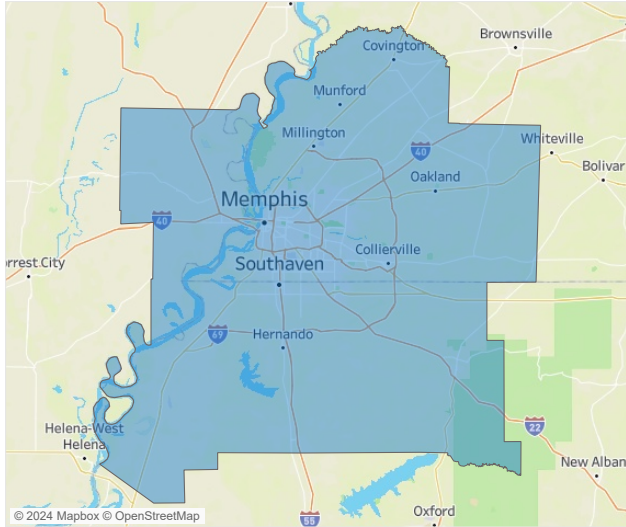 Brownsville
Covington
Munford
Millington
Whiteville
40
Oakland
Bolivar
Memphis
40
Collierville
rrest City
Southaven
69
Hernando
22
Helena-West
Helena
New Alban
Oxford
55
© 2024 Mapbox © OpenStreetMap